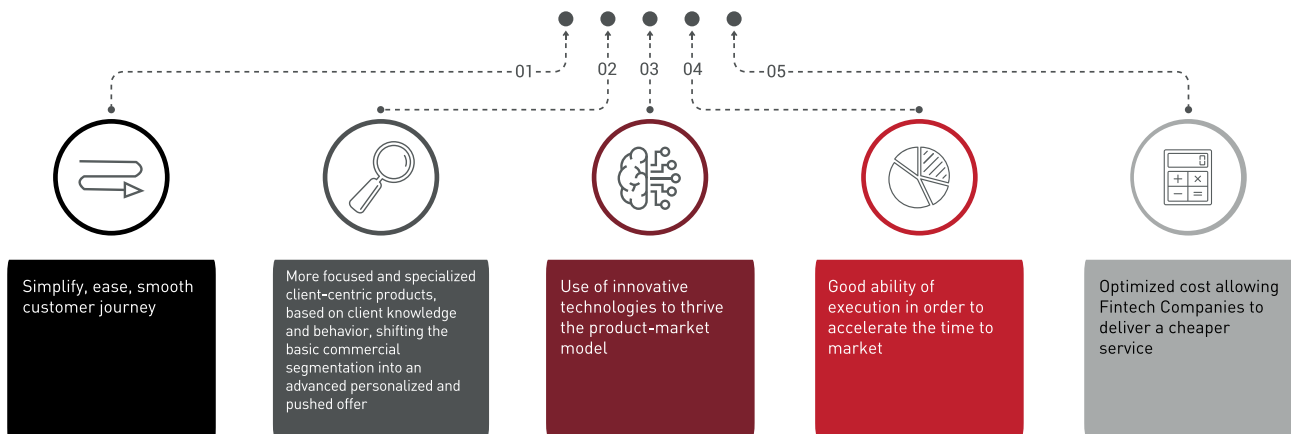 01
02
03
04
05
0
+ ×
− =
Simplify, ease, smooth
customer journey
More focused and specialized
client-centric products,
based on client knowledge
and behavior, shifting the
basic commercial
segmentation into an
advanced personalized and
pushed offer
Use of innovative
technologies to thrive
the product-market
model
Good ability of
execution in order to
accelerate the time to
market
Optimized cost allowing
Fintech Companies to
deliver a cheaper
service